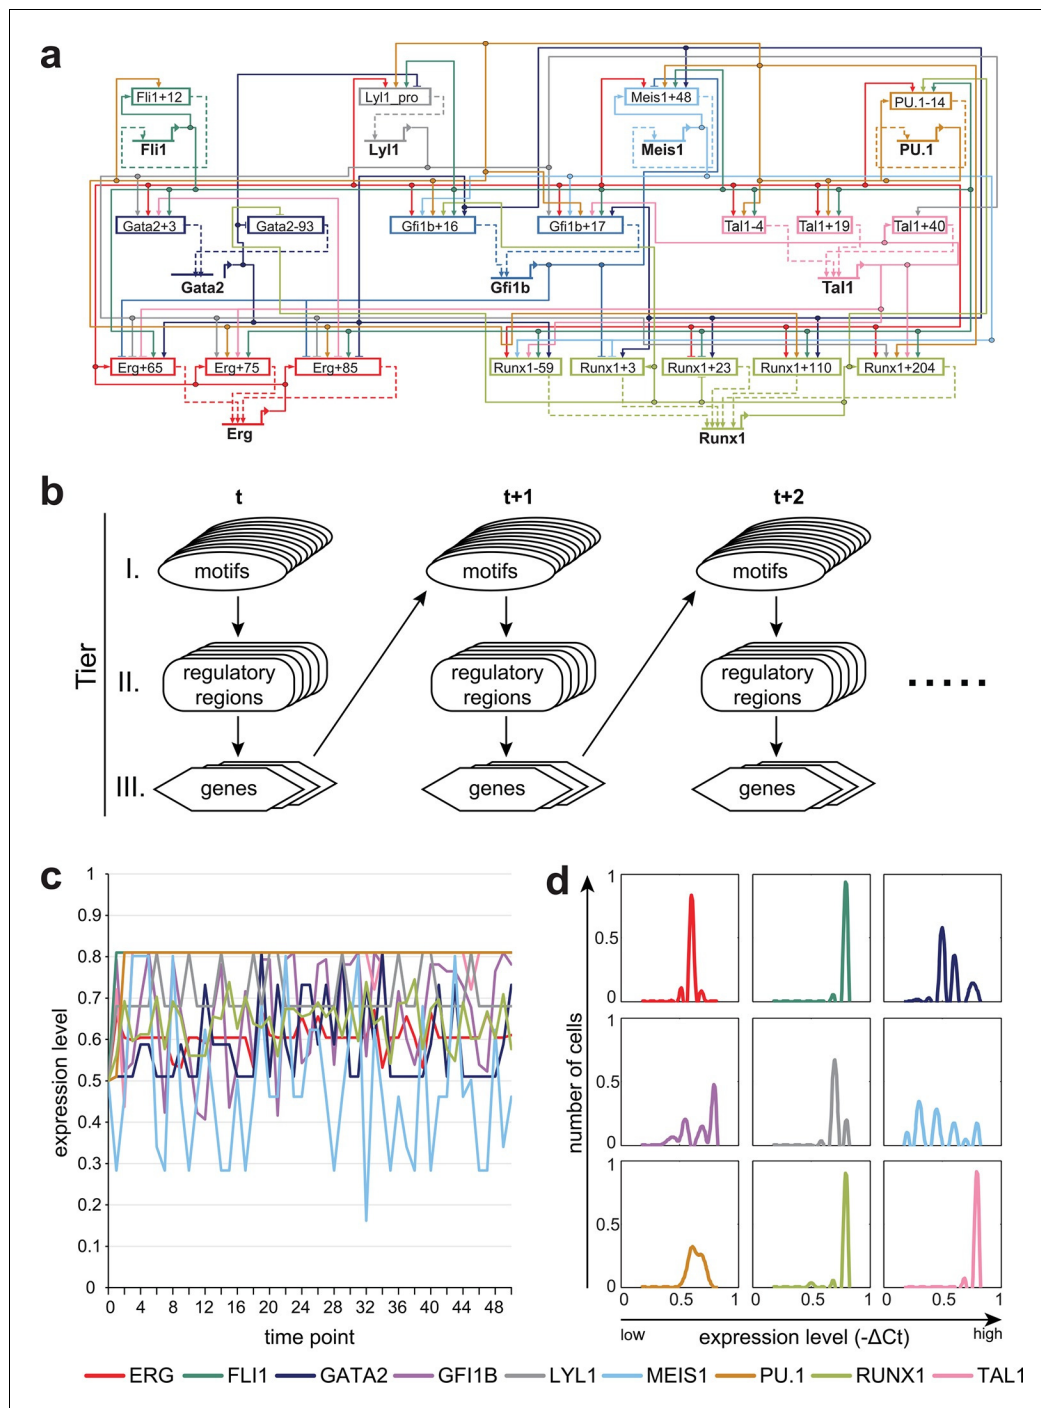 a
Fli1+12
Lyl1_pro
Meis1+48
PU.1-14
Fli1
Lyl1
Meis1
PU.1
Gata2+3
Gata2-93
Gfi1b+16
Gfi1b+17
Tal1-4
Tal1+19
Tal1+40
Gata2
Gfi1b
Tal1
Erg+65
Erg+75
Erg+85
Runx1-59
Runx1+3
Runx1+23
Runx1+110
Runx1+204
Erg
Runx1
b
t
t+1
t+2
Tier
I.
motifs
motifs
motifs
II.
regulatory
regions
regulatory
regions
regulatory
regions
.....
III.
genes
genes
genes
c
expression level
1
0.9
0.8
0.7
0.6
0.5
0.4
0.3
0.2
0.1
0
0 4 8 12 16 20 24 28 32 36 40 44 48
time point
d
number of cells
1
0.5
0
1
0.5
0
1
0.5
0
0 0.5 1 0 0.5 1 0 0.5 1
low
expression level (-ΔCt)
high
ERG FLI1 GATA2 GFI1B LYL1 MEIS1 PU.1 RUNX1 TAL1